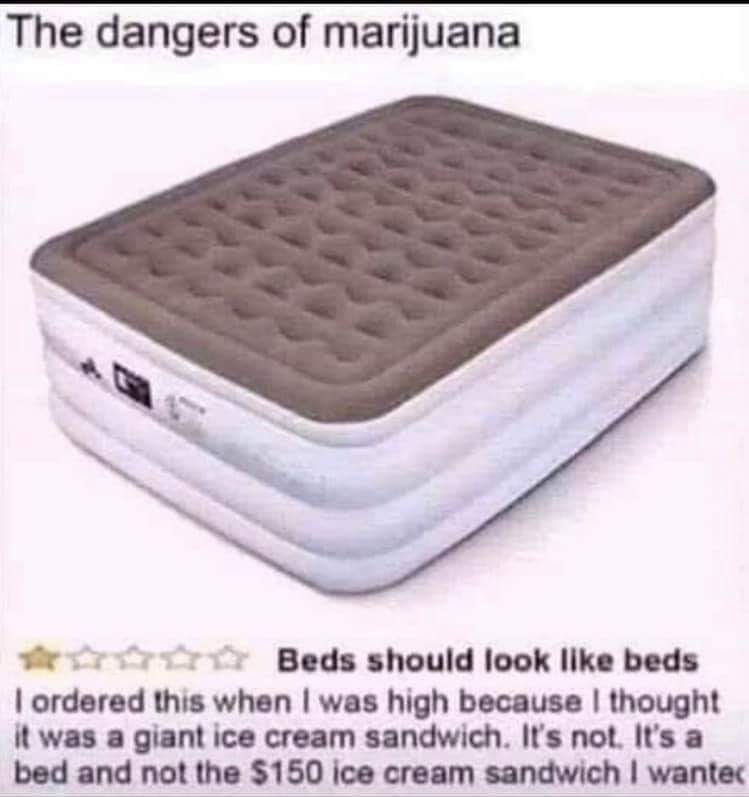 The dangers of marijuana
Beds should look like beds
I ordered this when I was high because I thought
it was a giant ice cream sandwich. It's not. It's a
bed and not the $150 ice cream sandwich I wanted